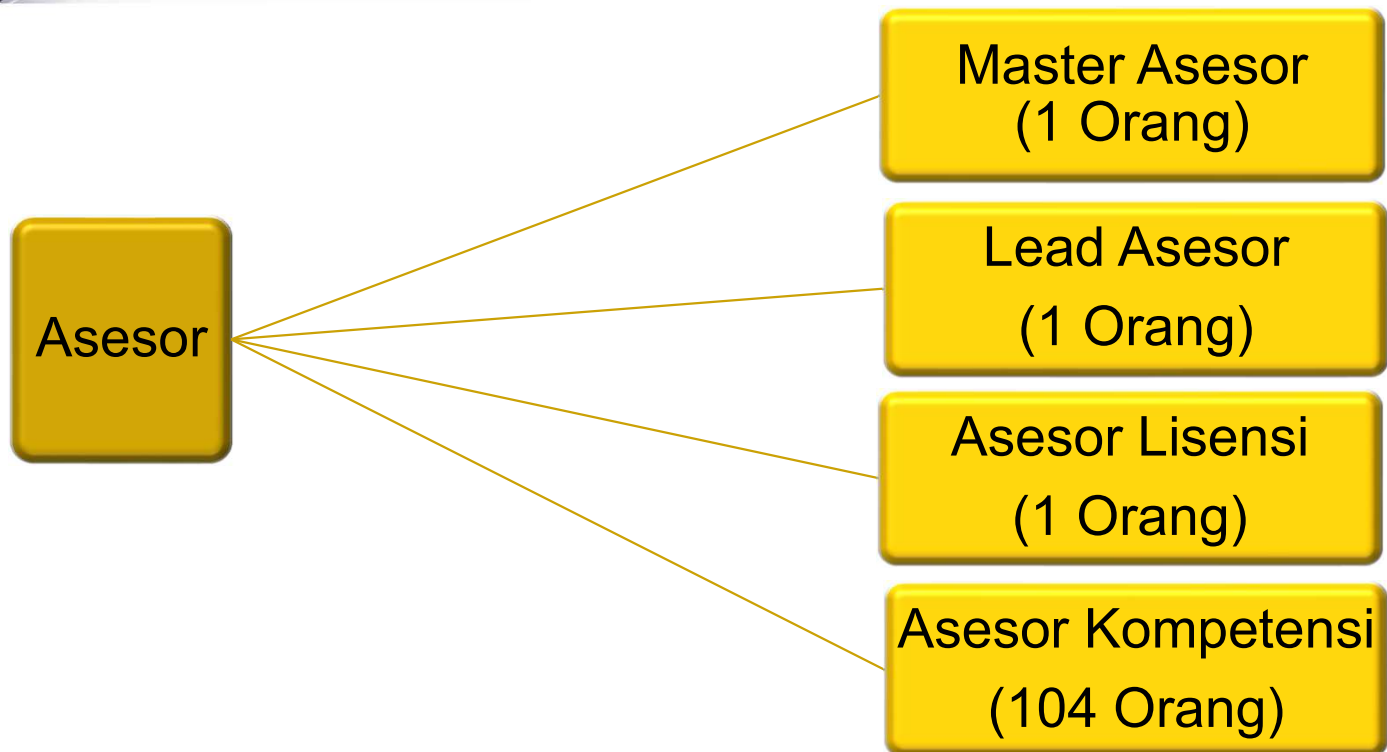 Asesor
Master Asesor
(1 Orang)
Lead Asesor
(1 Orang)
Asesor Lisensi
(1 Orang)
Asesor Kompetensi
(104 Orang)